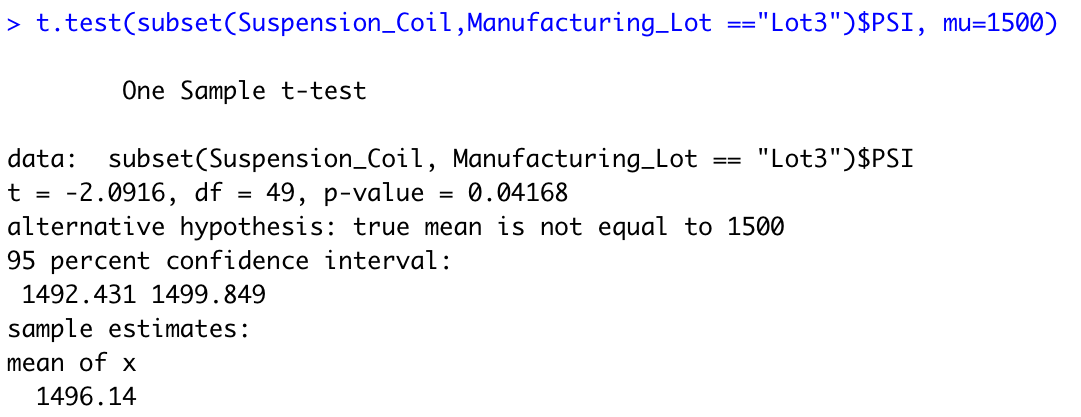 > t.test(subset(Suspension_Coil,Manufacturing_Lot =="Lot3")$PSI, mu=1500)
One Sample t-test
data:  subset(Suspension_Coil, Manufacturing_Lot == "Lot3")$PSI
t = -2.0916, df = 49, p-value = 0.04168
alternative hypothesis: true mean is not equal to 1500
95 percent confidence interval:
1492.431 1499.849
sample estimates:
mean of x
1496.14